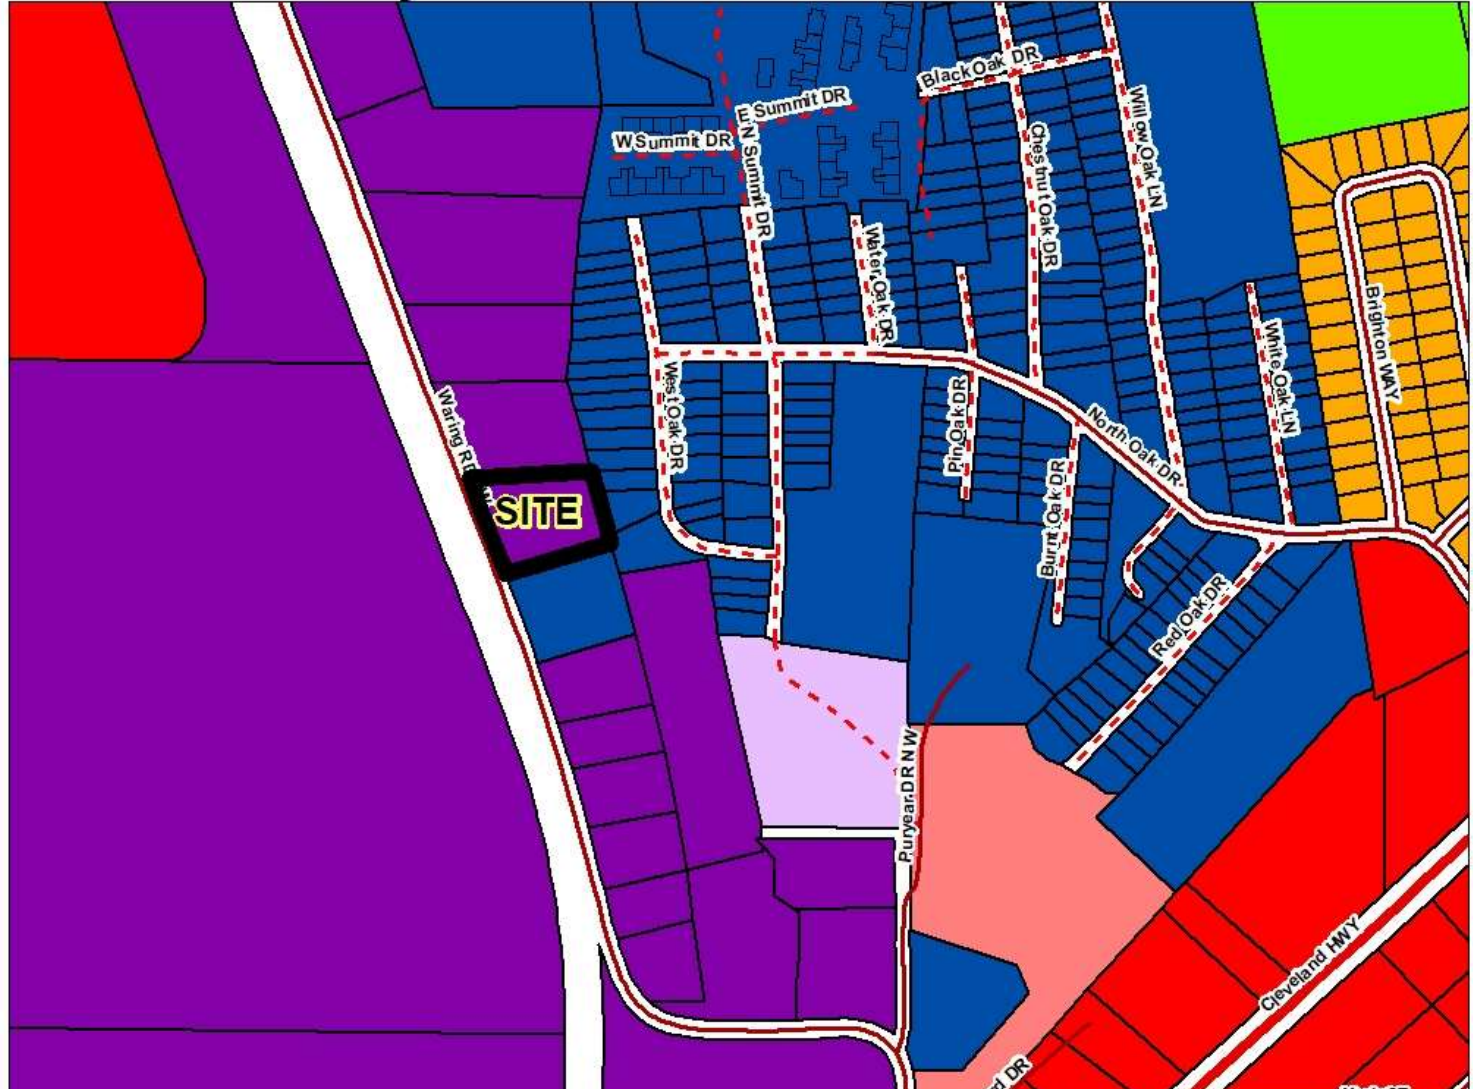 Black Oak DR
E Summit DR
W Summit DR
N Summit DR
Willow Oak LN
Chestnut Oak DR
Water Oak DR
Brighton WAY
White Oak LN
West Oak DR
Pin Oak DR
North Oak DR
Waring RD
Burnt Oak DR
SITE
Red Oak DR
Puryear DR NW
Cleveland HWY
DR